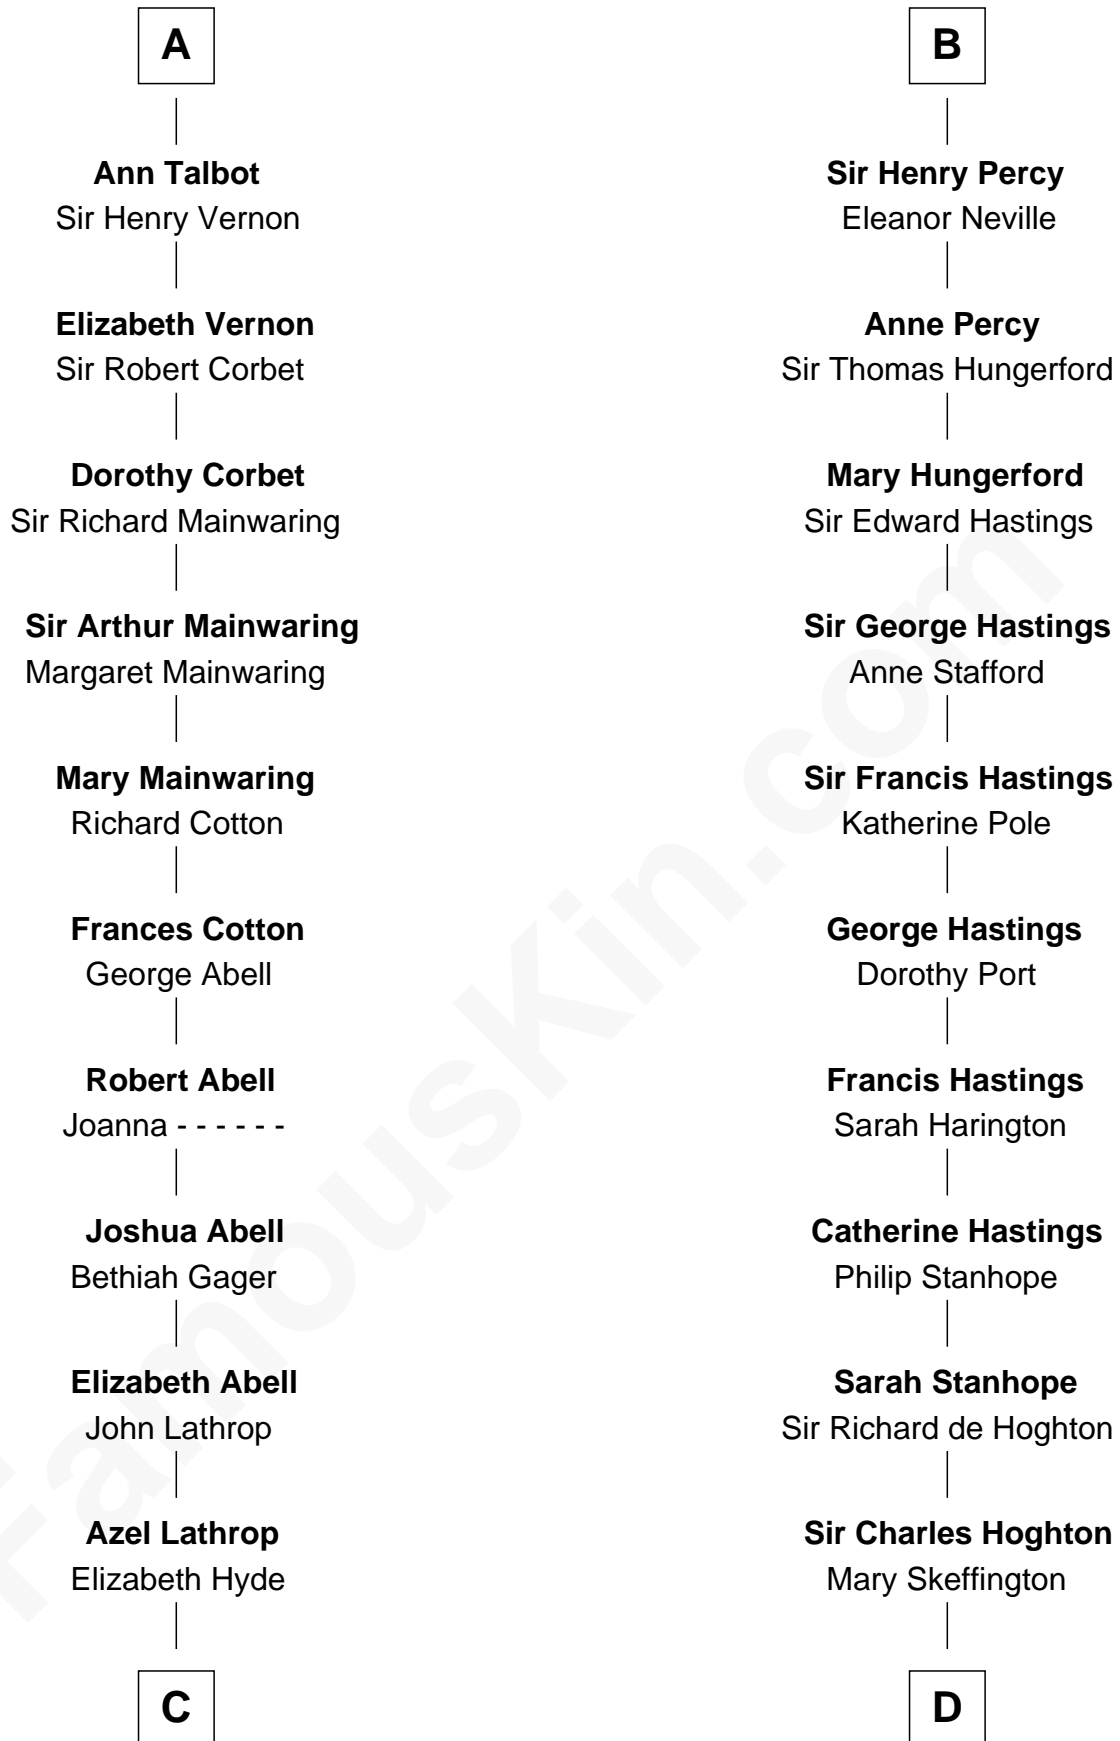 A
Ann Talbot
Sir Henry Vernon
Elizabeth Vernon
Sir Robert Corbet
Dorothy Corbet
Sir Richard Mainwaring
Sir Arthur Mainwaring
Margaret Mainwaring
Mary Mainwaring
Richard Cotton
Frances Cotton
George Abell
Robert Abell
Joanna - - - - - -
Joshua Abell
Bethiah Gager
Elizabeth Abell
John Lathrop
Azel Lathrop
Elizabeth Hyde
C
B
Sir Henry Percy
Eleanor Neville
Anne Percy
Sir Thomas Hungerford
Mary Hungerford
Sir Edward Hastings
Sir George Hastings
Anne Stafford
Sir Francis Hastings
Katherine Pole
George Hastings
Dorothy Port
Francis Hastings
Sarah Harington
Catherine Hastings
Philip Stanhope
Sarah Stanhope
Sir Richard de Hoghton
Sir Charles Hoghton
Mary Skeffington
D
FamousKin.com